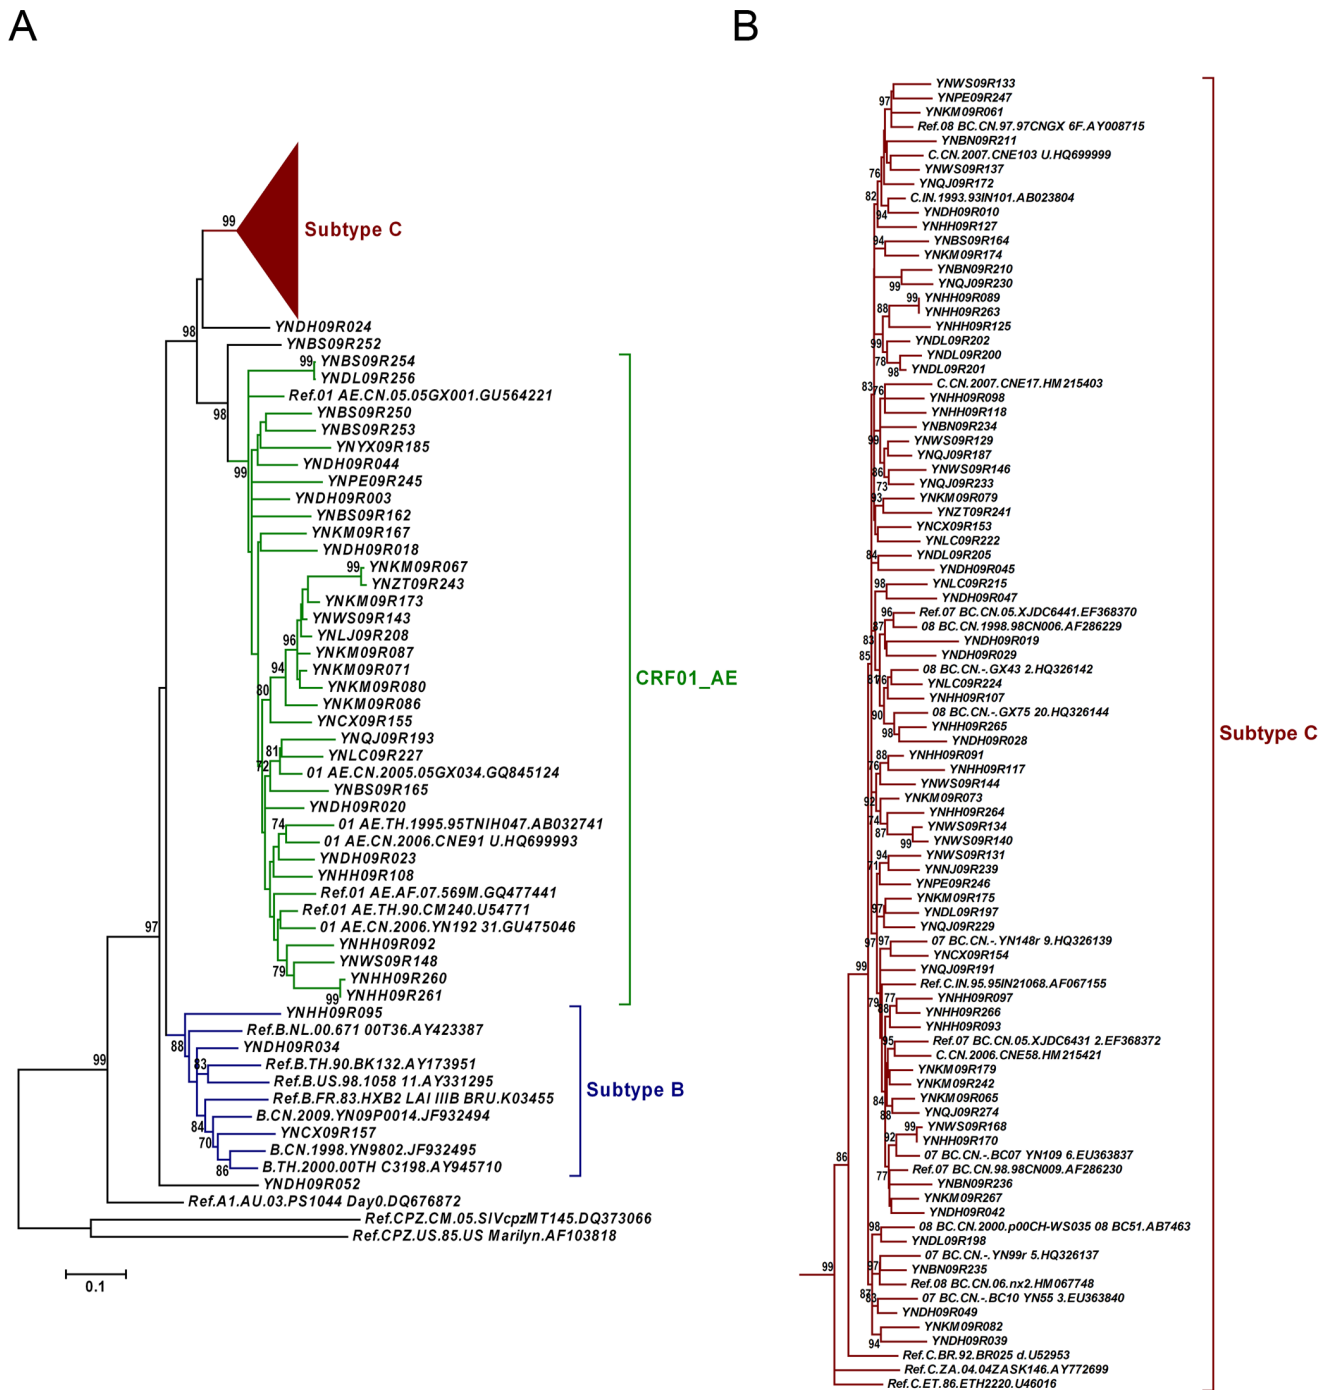 A
99
Subtype C
98
YNDH09R024
YNBS09R252
99
YNBS09R254
YNDL09R256
Ref.01 AE.CN.05.05GX001.GU564221
98
YNBS09R250
YNBS09R253
YNYX09R185
YNDH09R044
99
YNPE09R245
YNDH09R003
YNBS09R162
YNKM09R167
YNDH09R018
99
YNKM09R067
YNZT09R243
YNKM09R173
YNWS09R143
YNLJ09R208
96
YNKM09R087
94
YNKM09R071
CRF01_AE
YNKM09R080
80
YNKM09R086
YNCX09R155
YNQJ09R193
81
YNLC09R227
72
01 AE.CN.2005.05GX034.GQ845124
YNBS09R165
YNDH09R020
74
01 AE.TH.1995.95TNIH047.AB032741
01 AE.CN.2006.CNE91 U.HQ699993
YNDH09R023
YNHH09R108
Ref.01 AE.AF.07.569M.GQ477441
Ref.01 AE.TH.90.CM240.U54771
97
01 AE.CN.2006.YN192 31.GU475046
YNHH09R092
YNWS09R148
79
YNHH09R260
99
YNHH09R261
YNHH09R095
Ref.B.NL.00.671 00T36.AY423387
88
YNDH09R034
99
83
Ref.B.TH.90.BK132.AY173951
Ref.B.US.98.1058 11.AY331295
Subtype B
Ref.B.FR.83.HXB2 LAI IIIB BRU.K03455
B.CN.2009.YN09P0014.JF932494
84
YNCX09R157
70
B.CN.1998.YN9802.JF932495
86
B.TH.2000.00TH C3198.AY945710
YNDH09R052
Ref.A1.AU.03.PS1044 Day0.DQ676872
Ref.CPZ.CM.05.SIVcpzMT145.DQ373066
Ref.CPZ.US.85.US Marilyn.AF103818
0.1
B
YNWS09R133
97
YNPE09R247
YNKM09R061
Ref.08 BC.CN.97.97CNGX 6F.AY008715
YNBN09R211
C.CN.2007.CNE103 U.HQ699999
76
YNWS09R137
YNQJ09R172
82
C.IN.1993.93IN101.AB023804
94
YNDH09R010
YNHH09R127
94
YNBS09R164
YNKM09R174
YNBN09R210
99
YNQJ09R230
99
YNHH09R089
88
YNHH09R263
YNHH09R125
99
YNDL09R202
78
YNDL09R200
98
YNDL09R201
83
76
C.CN.2007.CNE17.HM215403
YNHH09R098
YNHH09R118
YNBN09R234
99
YNWS09R129
YNQJ09R187
86
YNWS09R146
73
YNQJ09R233
93
YNKM09R079
YNZT09R241
YNCX09R153
YNLC09R222
84
YNDL09R205
YNDH09R045
98
YNLC09R215
YNDH09R047
96
Ref.07 BC.CN.05.XJDC6441.EF368370
87
08 BC.CN.1998.98CN006.AF286229
83
YNDH09R019
85
YNDH09R029
08 BC.CN.-.GX43 2.HQ326142
81
76
YNLC09R224
YNHH09R107
90
08 BC.CN.-.GX75 20.HQ326144
YNHH09R265
Subtype C
98
YNDH09R028
88
YNHH09R091
76
YNHH09R117
YNWS09R144
92
YNKM09R073
74
YNHH09R264
87
YNWS09R134
99
YNWS09R140
94
YNWS09R131
71
YNNJ09R239
YNPE09R246
YNKM09R175
97
YNDL09R197
YNQJ09R229
97
97
07 BC.CN.-.YN148r 9.HQ326139
YNCX09R154
99
YNQJ09R191
Ref.C.IN.95.95IN21068.AF067155
79
77
YNHH09R097
88
YNHH09R266
YNHH09R093
95
Ref.07 BC.CN.05.XJDC6431 2.EF368372
C.CN.2006.CNE58.HM215421
YNKM09R179
YNKM09R242
84
YNKM09R065
88
YNQJ09R274
99
YNWS09R168
92
YNHH09R170
86
07 BC.CN.-.BC07 YN109 6.EU363837
77
Ref.07 BC.CN.98.98CN009.AF286230
YNBN09R236
YNKM09R267
YNDH09R042
98
08 BC.CN.2000.p00CH-WS035 08 BC51.AB7463
YNDL09R198
07 BC.CN.-.YN99r 5.HQ326137
99
97
YNBN09R235
Ref.08 BC.CN.06.nx2.HM067748
83
07 BC.CN.-.BC10 YN55 3.EU363840
YNDH09R049
YNKM09R082
94
YNDH09R039
Ref.C.BR.92.BR025 d.U52953
Ref.C.ZA.04.04ZASK146.AY772699
Ref.C.ET.86.ETH2220.U46016